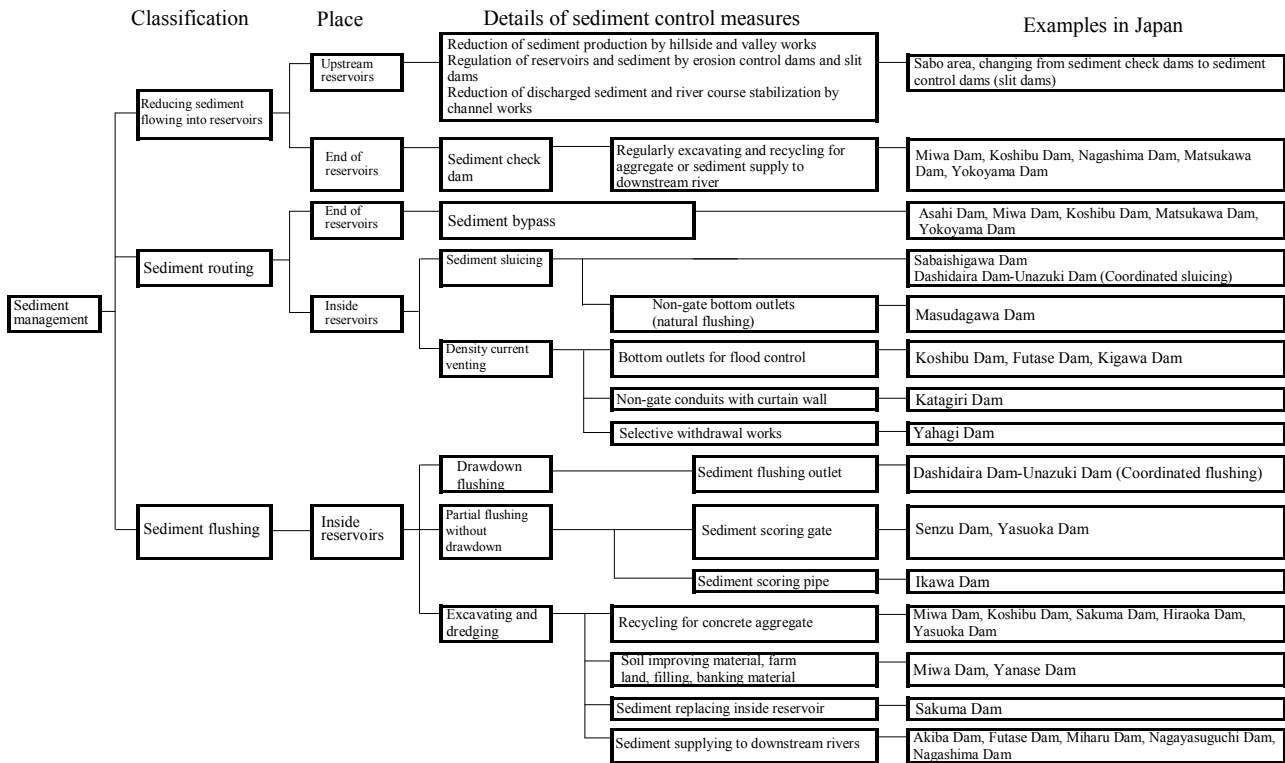 Classification
Place
Details of sediment control measures
Examples in Japan
Sediment
management
Reducing sediment
flowing into reservoirs
Upstream
reservoirs
Reduction of sediment production by hillside and valley works
Regulation of reservoirs and sediment by erosion control dams and slit
dams
Reduction of discharged sediment and river course stabilization by
channel works
Sabo area, changing from sediment check dams to sediment
control dams (slit dams)
End of
reservoirs
Sediment check
dam
Regularly excavating and recycling for
aggregate or sediment supply to
downstream river
Miwa Dam, Koshibu Dam, Nagashima Dam, Matsukawa
Dam, Yokoyama Dam
Sediment routing
End of
reservoirs
Sediment bypass
Asahi Dam, Miwa Dam, Koshibu Dam, Matsukawa Dam,
Yokoyama Dam
Inside
reservoirs
Sediment sluicing
Sabaishigawa Dam
Dashidaira Dam-Unazuki Dam (Coordinated sluicing)
Non-gate bottom outlets
(natural flushing)
Masudagawa Dam
Density current
venting
Bottom outlets for flood control
Koshibu Dam, Futase Dam, Kigawa Dam
Non-gate conduits with curtain wall
Katagiri Dam
Selective withdrawal works
Yahagi Dam
Sediment flushing
Inside
reservoirs
Drawdown
flushing
Sediment flushing outlet
Dashidaira Dam-Unazuki Dam (Coordinated flushing)
Partial flushing
without
drawdown
Sediment scoring gate
Senzu Dam, Yasuoka Dam
Sediment scoring pipe
Ikawa Dam
Excavating and
dredging
Recycling for concrete aggregate
Miwa Dam, Koshibu Dam, Sakuma Dam, Hiraoka Dam,
Yasuoka Dam
Soil improving material, farm
land, filling, banking material
Miwa Dam, Yanase Dam
Sediment replacing inside reservoir
Sakuma Dam
Sediment supplying to downstream rivers
Akiba Dam, Futase Dam, Miharu Dam, Nagayasuguchi Dam,
Nagashima Dam